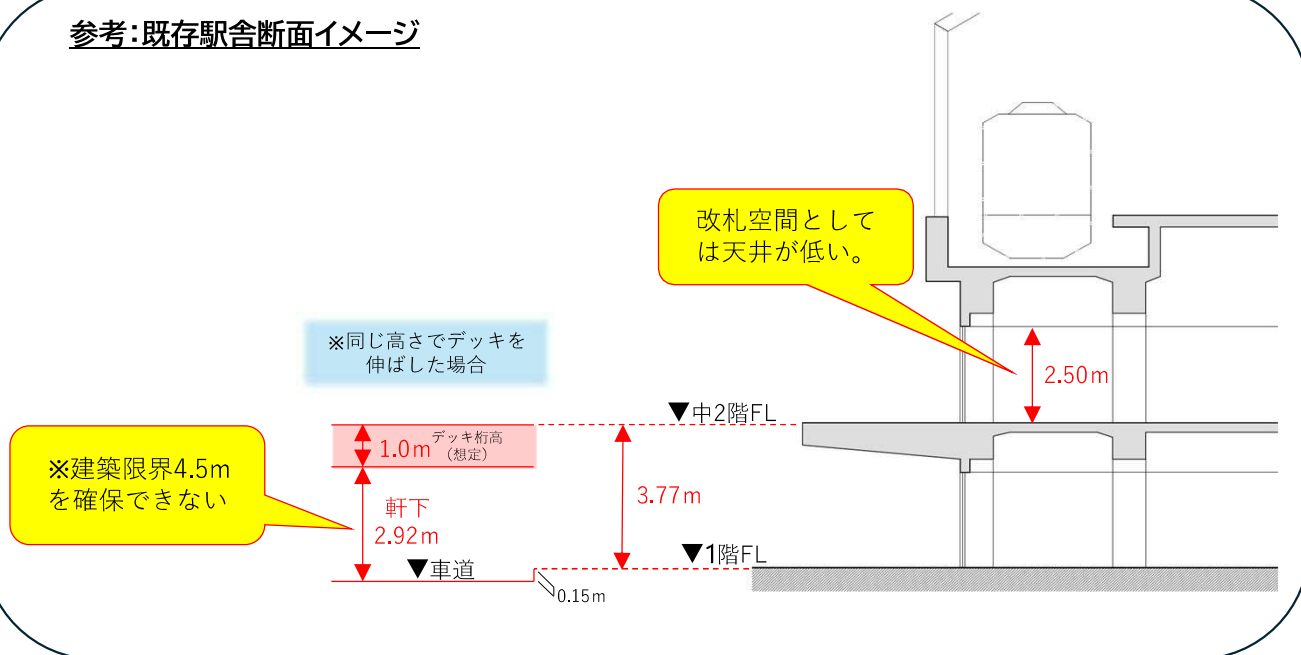 参考：既存駅舎断面イメージ
改札空間として
は天井が低い。
※同じ高さでデッキを
伸ばした場合
2.50m
▼中2階FL
1.0m
デッキ桁高
(想定)
※建築限界4.5m
を確保できない
3.77m
軒下
2.92m
▼1階FL
▼車道
0.15m